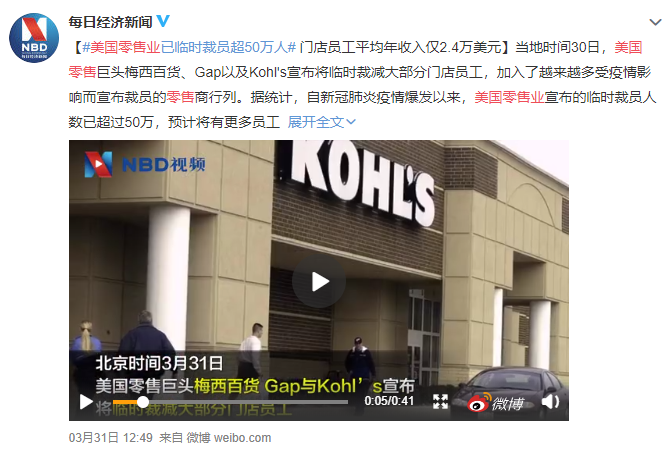 每日经济新闻
NBD
每日经济新闻
【#美国零售业已临时裁员超50万人# 门店员工平均年收入仅2.4万美元】当地时间30日，美国
零售巨头梅西百货、Gap以及Kohl's宣布将临时裁减大部分门店员工，加入了越来越多受疫情影
响而宣布裁员的零售商行列。据统计，自新冠肺炎疫情爆发以来，美国零售业宣布的临时裁员人
数已超过50万，预计将有更多员工 展开全文
NBD视频
KOHL'S
北京时间3月31日
美国零售巨头梅西百货 Gap与Kohl’s宣布
将临时裁减大部分门店员工
0:05/0:41
微博
03月31日 12:49 来自 微博 weibo.com